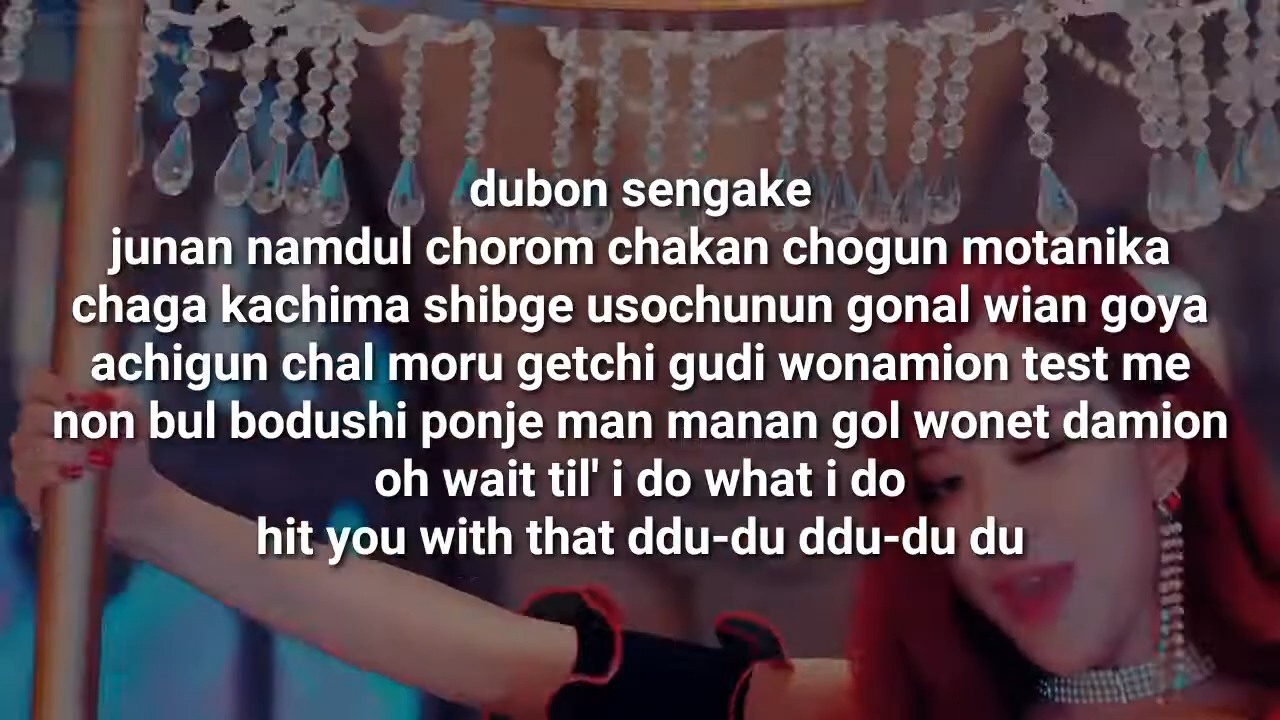 dubon sengake
junan namdul chorom chakan chogun motanika
chaga kachima shibge usochunun gonal wian goya
achigun chal moru getchi gudi wonamion test me
non bul bodushi ponje man manan gol wonet damion
oh wait til' i do what i do
hit you with that ddu-du ddu-du du